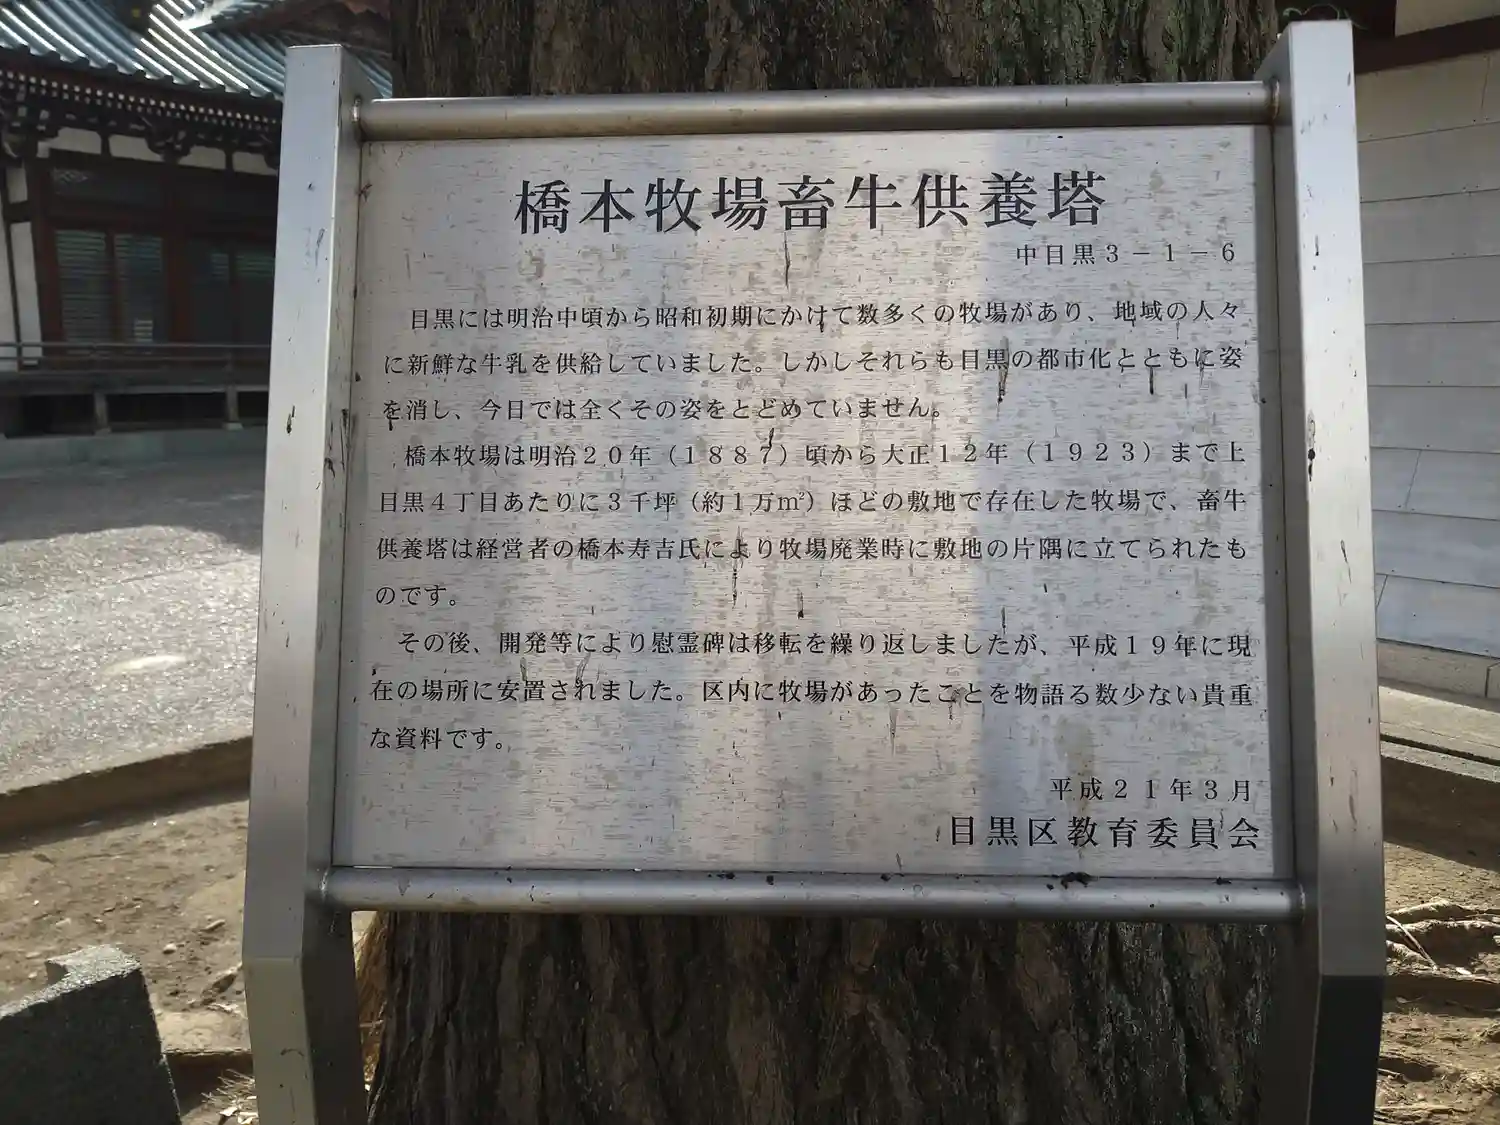 橋本牧場畜牛供養塔
中目黒３－１－６
目黒には明治中頃から昭和初期にかけて数多くの牧場があり、地域の人々
に新鮮な牛乳を供給していました。しかしそれらも目黒の都市化とともに姿
を消し、今日では全くその姿をとどめていません。
橋本牧場は明治２０年（１８８７）頃から大正１２年（１９２３）まで上
目黒４丁目あたりに３千坪（約１万㎡）ほどの敷地で存在した牧場で、畜牛
供養塔は経営者の橋本寿吉氏により牧場廃業時に敷地の片隅に立てられたも
のです。
その後、開発等により慰霊碑は移転を繰り返しましたが、平成１９年に現
在の場所に安置されました。区内に牧場があったことを物語る数少ない貴重
な資料です。
平成２１年３月
目黒区教育委員会